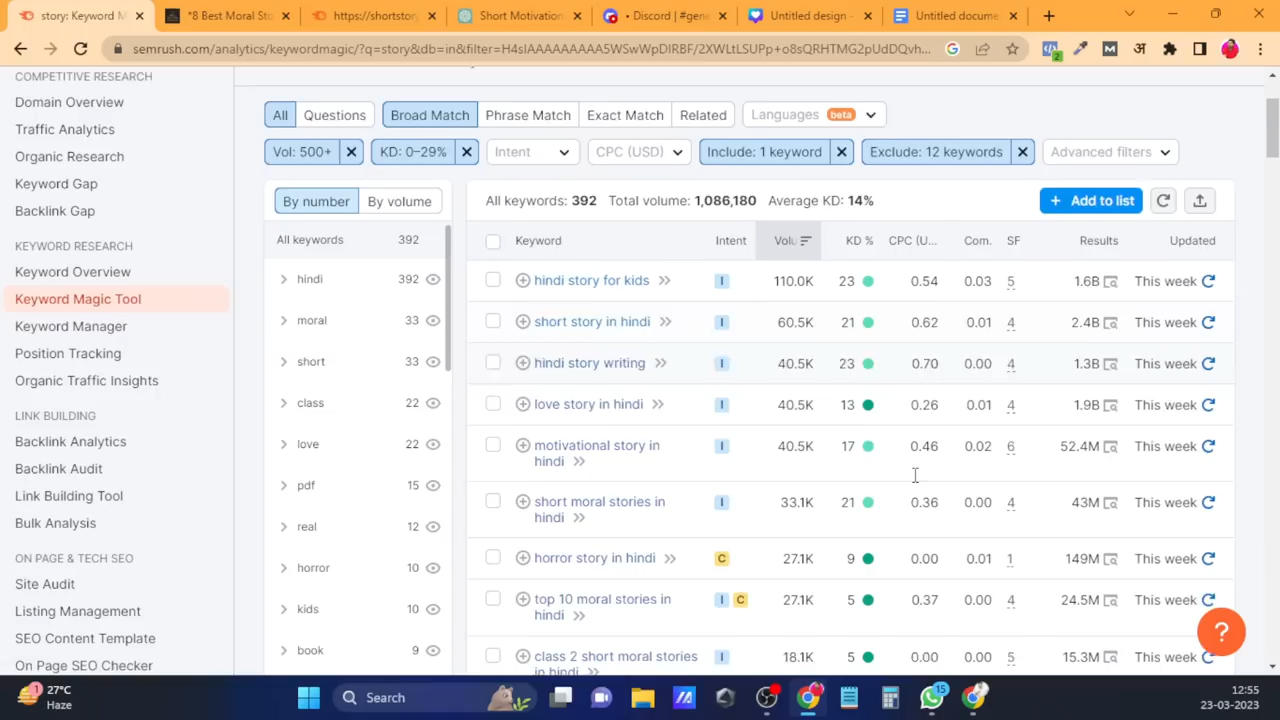 story: Keyword M
*8 Best Moral Sto
https://shortstory
Short Motivation
• Discord | #gene
Untitled design -
Untitled docume
semrush.com/analytics/keywordmagic/?q=story&db=in&filter=H4sIAAAAAAAA5WSwWpDIRBF/2XWLtLSUPp+o8sQRHTMG2pUdDQvh...
COMPETITIVE RESEARCH
Domain Overview
Traffic Analytics
Organic Research
Keyword Gap
Backlink Gap
KEYWORD RESEARCH
Keyword Overview
Keyword Magic Tool
Keyword Manager
Position Tracking
Organic Traffic Insights
LINK BUILDING
Backlink Analytics
Backlink Audit
Link Building Tool
Bulk Analysis
ON PAGE & TECH SEO
Site Audit
Listing Management
SEO Content Template
On Page SEO Checker
All Questions Broad Match Phrase Match Exact Match Related Languages beta
Vol: 500+ KD: 0–29% Intent CPC (USD) Include: 1 keyword Exclude: 12 keywords Advanced filters
By number By volume
All keywords 392
hindi 392
moral 33
short 33
class 22
love 22
pdf 15
real 12
horror 10
kids 10
book 9
All keywords: 392 Total volume: 1,086,180 Average KD: 14% + Add to list
Keyword Intent Volu KD % CPC (U... Com. SF Results Updated
hindi story for kids I 110.0K 23 0.54 0.03 5 1.6B This week
short story in hindi I 60.5K 21 0.62 0.01 4 2.4B This week
hindi story writing I 40.5K 23 0.70 0.00 4 1.3B This week
love story in hindi I 40.5K 13 0.26 0.01 4 1.9B This week
motivational story in I 40.5K 17 0.46 0.02 6 52.4M This week
hindi
short moral stories in I 33.1K 21 0.36 0.00 4 43M This week
hindi
horror story in hindi C 27.1K 9 0.00 0.01 1 149M This week
top 10 moral stories in I C 27.1K 5 0.37 0.00 4 24.5M This week
hindi
class 2 short moral stories I 18.1K 5 0.00 0.00 5 15.3M This week
in hindi
?
1
27°C
Haze
Search
15
12:55
23-03-2023